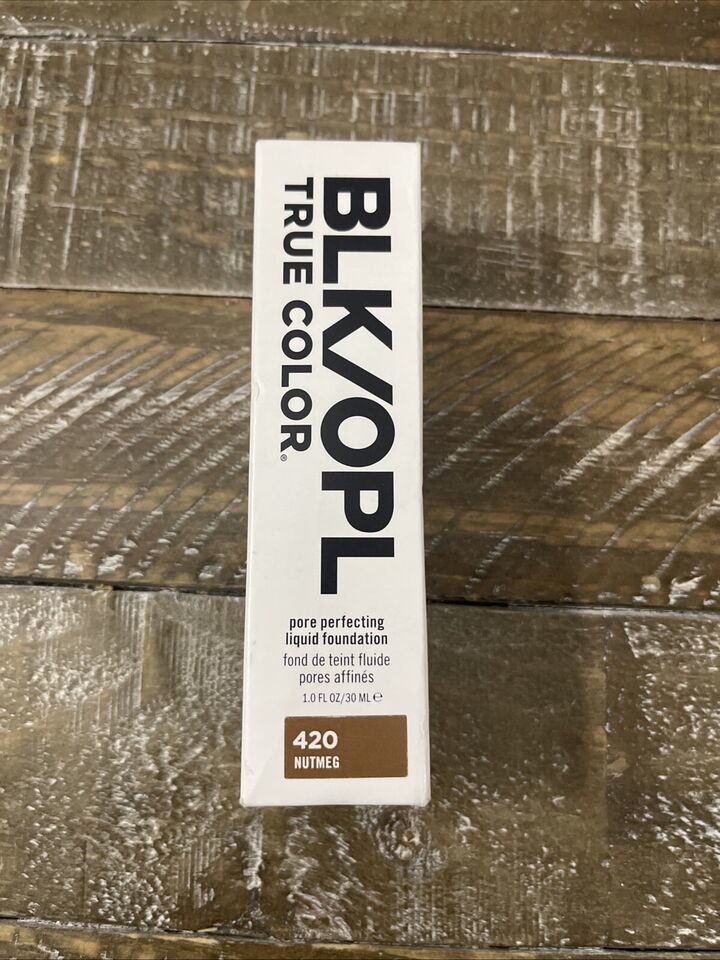 BLK/OPL
TRUE COLOR®
pore perfecting
liquid foundation
fond de teint fluide
pores affinés
1.0 FL OZ/30 ML ℮
420
NUTMEG